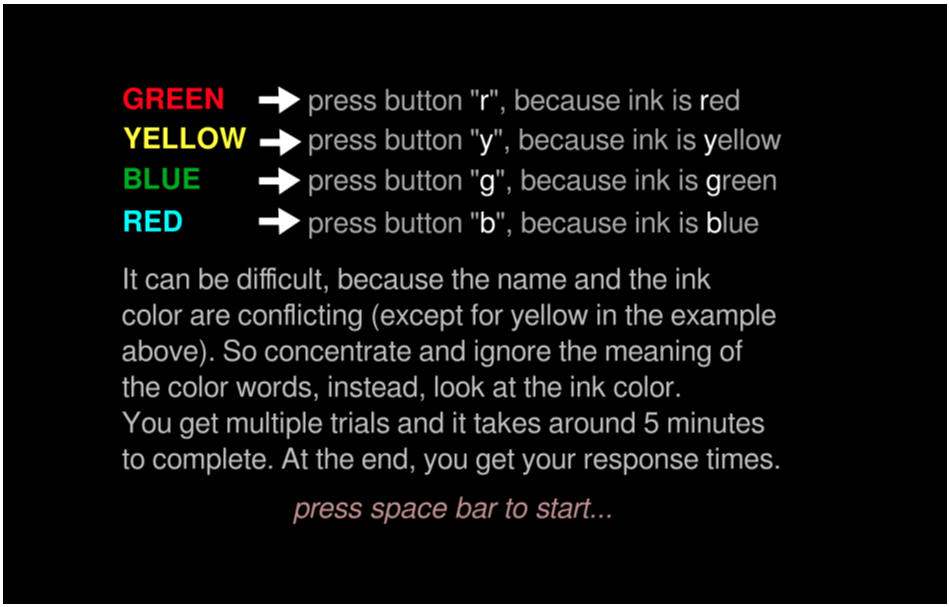 GREEN → press button "r", because ink is red
YELLOW → press button "y", because ink is yellow
BLUE → press button "g", because ink is green
RED → press button "b", because ink is blue
It can be difficult, because the name and the ink
color are conflicting (except for yellow in the example
above). So concentrate and ignore the meaning of
the color words, instead, look at the ink color.
You get multiple trials and it takes around 5 minutes
to complete. At the end, you get your response times.
press space bar to start...